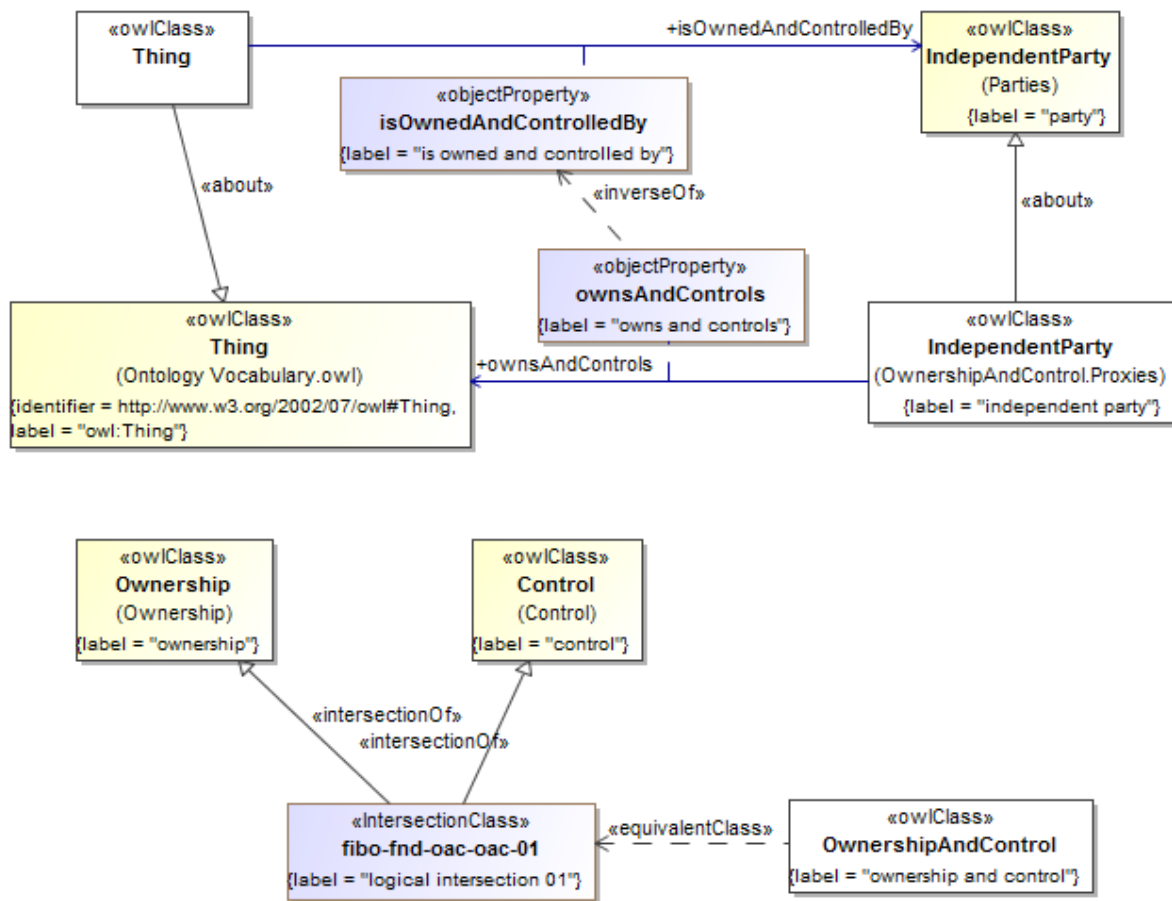 «owlClass»
Thing
+isOwnedAndControlledBy
«owlClass»
IndependentParty
(Parties)
{label = "party"}
«objectProperty»
isOwnedAndControlledBy
{label = "is owned and controlled by"}
«about»
«inverseOf»
«about»
«objectProperty»
ownsAndControls
{label = "owns and controls"}
«owlClass»
Thing
(Ontology Vocabulary.owl)
{identifier = http://www.w3.org/2002/07/owl#Thing,
label = "owl:Thing"}
+ownsAndControls
«owlClass»
IndependentParty
(OwnershipAndControl.Proxies)
{label = "independent party"}
«owlClass»
Ownership
(Ownership)
{label = "ownership"}
«owlClass»
Control
(Control)
{label = "control"}
«intersectionOf»
«intersectionOf»
«IntersectionClass»
fibo-fnd-oac-oac-01
{label = "logical intersection 01"}
«equivalentClass»
«owlClass»
OwnershipAndControl
{label = "ownership and control"}